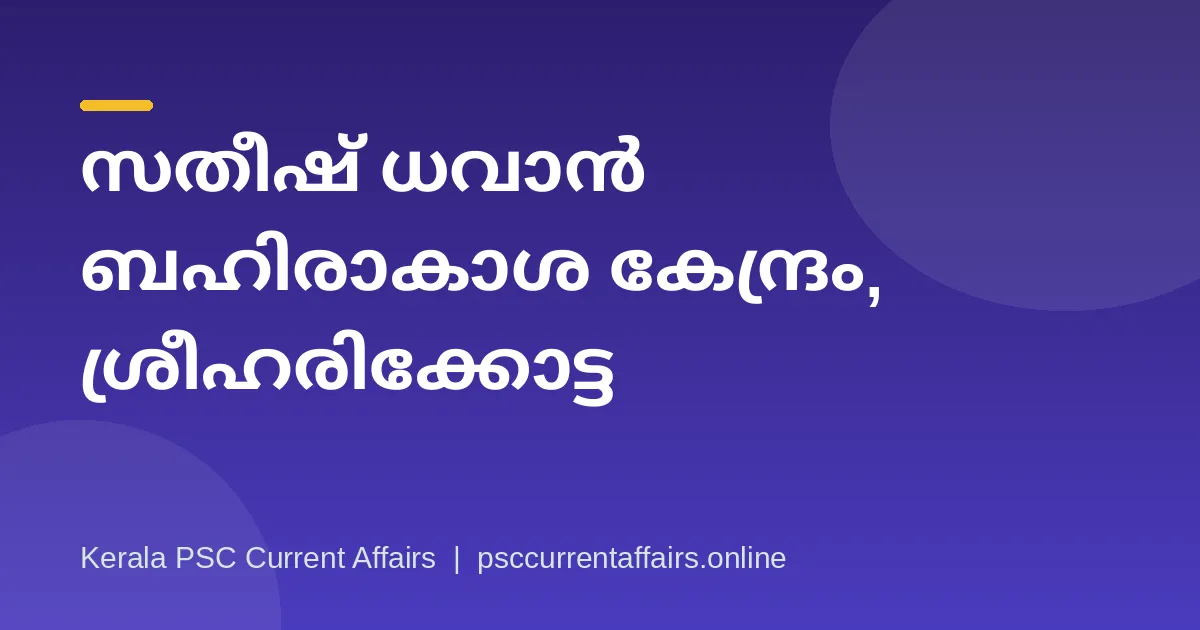 സതീഷ് ധവാൻ
ബഹിരാകാശ കേന്ദ്രം,
ശ്രീഹരിക്കോട്ട
Kerala PSC Current Affairs | psccurrentaffairs.online